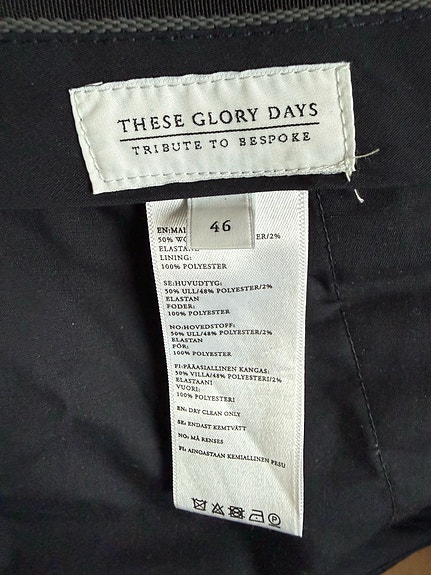 THESE GLORY DAYS
TRIBUTE TO BESPOKE
46
EN:MAI
50% WO ER/2%
ELASTANE
LINING:
100% POLYESTER
SE:HUVUDTYG:
50% ULL/48% POLYESTER/2%
ELASTAN
FODER:
100% POLYESTER
NO:HOVEDSTOFF:
50% ULL/48% POLYESTER/2%
ELASTAN
FÔR:
100% POLYESTER
FI:PÄÄASIALLINEN KANGAS:
50% VILLA/48% POLYESTERI/2%
ELASTAANI
VUORI:
100% POLYESTERI
EN: DRY CLEAN ONLY
SE: ENDAST KEMTVÄTT
NO: MÅ RENSES
FI: AINOASTAAN KEMIALLINEN PESU
P